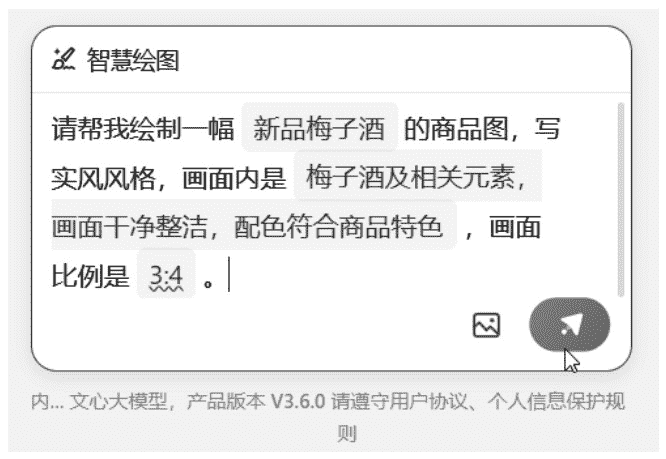 智慧绘图
请帮我绘制一幅 新品梅子酒 的商品图，写
实风风格，画面内是 梅子酒及相关元素，
画面干净整洁，配色符合商品特色 ，画面
比例是 3:4 。
内... 文心大模型，产品版本 V3.6.0 请遵守用户协议、个人信息保护规
则